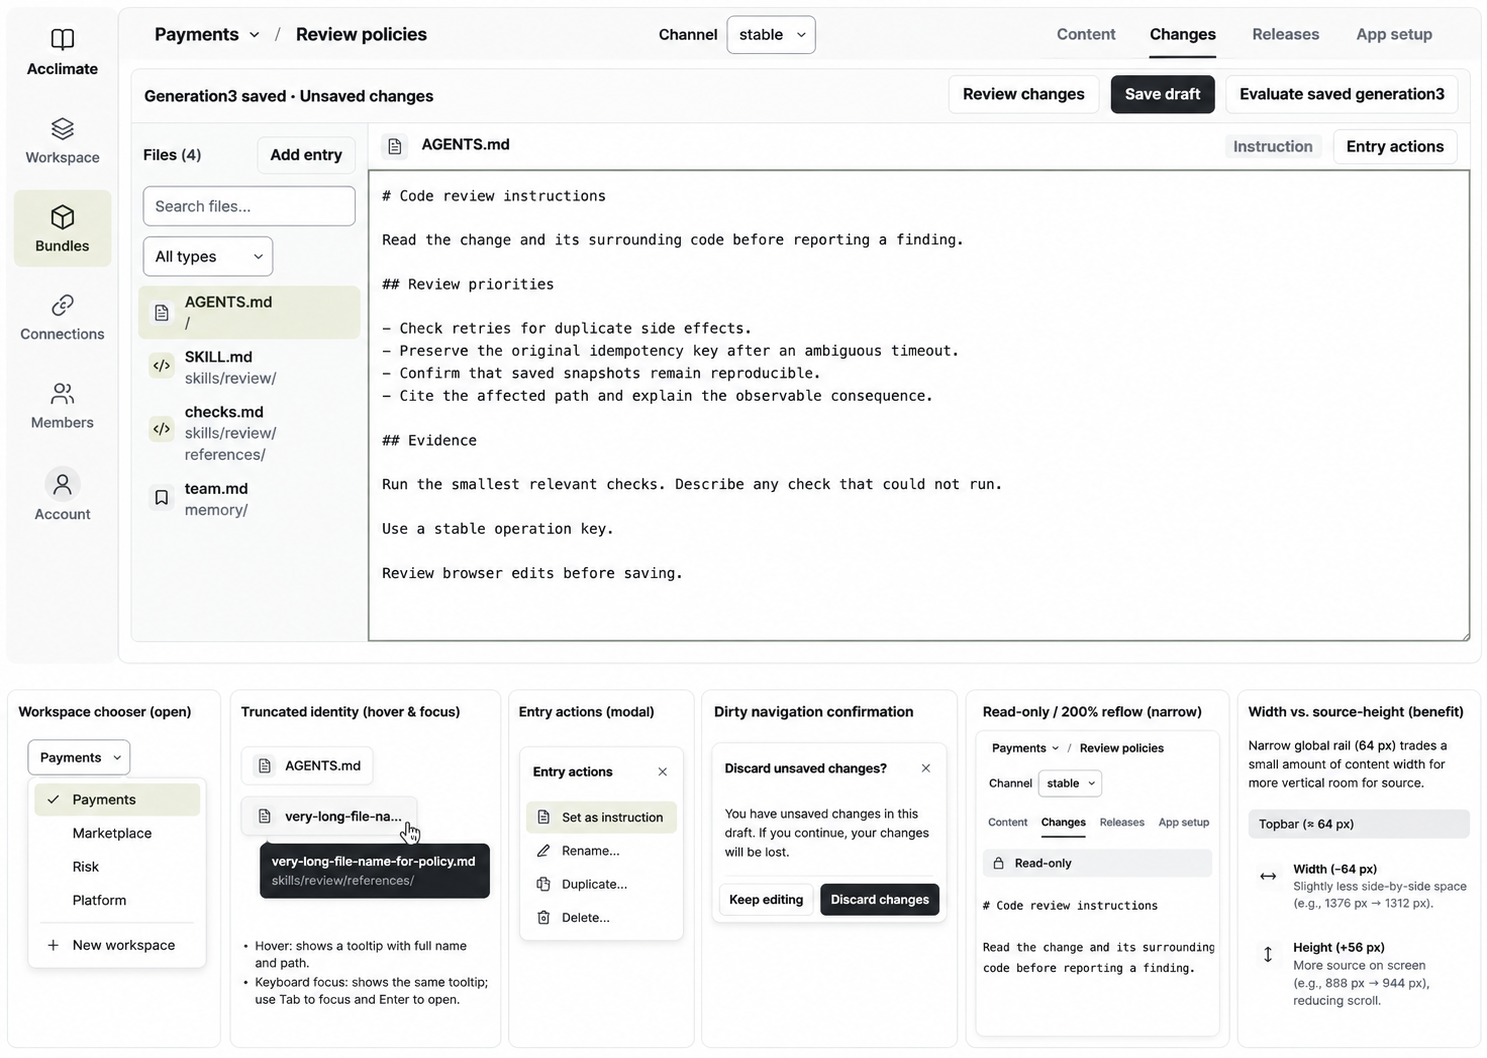 Acclimate
Workspace
Bundles
Connections
Members
Account
Payments / Review policies
Channel stable
Content Changes Releases App setup
Generation3 saved • Unsaved changes
Review changes Save draft Evaluate saved generation3
Files (4) Add entry
Search files...
All types
AGENTS.md
/
SKILL.md
skills/review/
checks.md
skills/review/
references/
team.md
memory/
AGENTS.md
Instruction Entry actions
# Code review instructions
Read the change and its surrounding code before reporting a finding.
## Review priorities
– Check retries for duplicate side effects.
– Preserve the original idempotency key after an ambiguous timeout.
– Confirm that saved snapshots remain reproducible.
– Cite the affected path and explain the observable consequence.
## Evidence
Run the smallest relevant checks. Describe any check that could not run.
Use a stable operation key.
Review browser edits before saving.
Workspace chooser (open)
Payments
Payments
Marketplace
Risk
Platform
+ New workspace
Truncated identity (hover & focus)
AGENTS.md
very-long-file-na...
very-long-file-name-for-policy.md
skills/review/references/
• Hover: shows a tooltip with full name
and path.
• Keyboard focus: shows the same tooltip;
use Tab to focus and Enter to open.
Entry actions (modal)
Entry actions
Set as instruction
Rename...
Duplicate...
Delete...
Dirty navigation confirmation
Discard unsaved changes?
You have unsaved changes in this
draft. If you continue, your changes
will be lost.
Keep editing Discard changes
Read-only / 200% reflow (narrow)
Payments / Review policies
Channel stable
Content Changes Releases App setup
Read-only
# Code review instructions
Read the change and its surrounding
code before reporting a finding.
Width vs. source-height (benefit)
Narrow global rail (64 px) trades a
small amount of content width for
more vertical room for source.
Topbar (≈ 64 px)
Width (−64 px)
Slightly less side-by-side space
(e.g., 1376 px → 1312 px).
Height (+56 px)
More source on screen
(e.g., 888 px → 944 px),
reducing scroll.